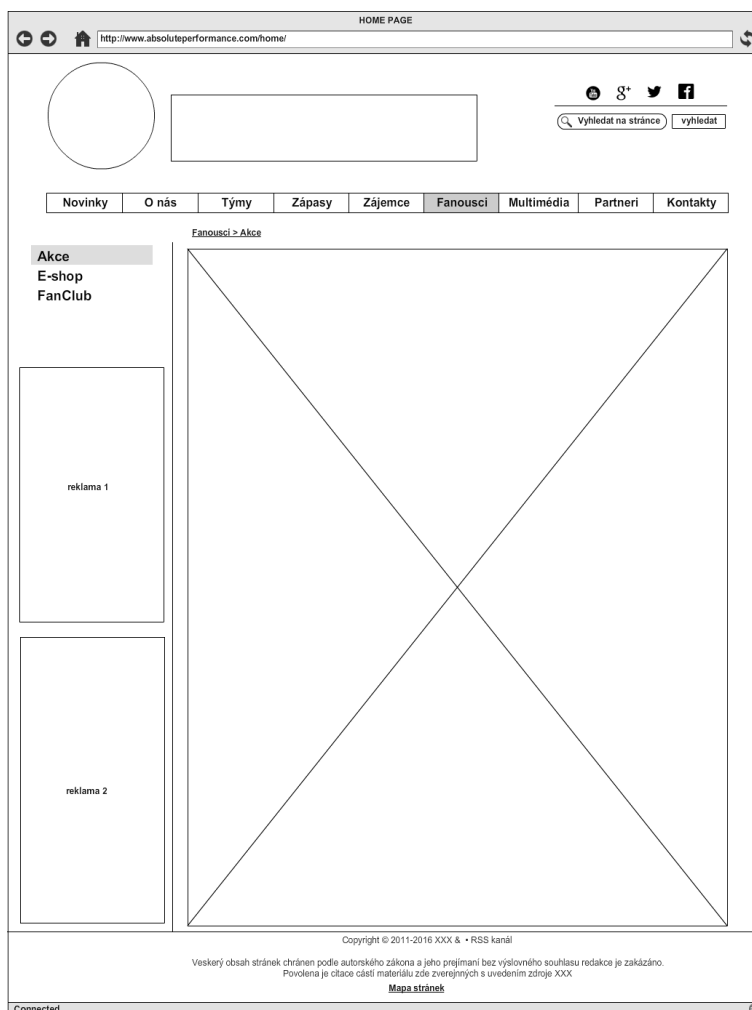 HOME PAGE
http://www.absoluteperformance.com/home/
Vyhledat na stránce
vyhledat
Novinky O nás Týmy Zápasy Zájemce Fanousci Multimédia Partneri Kontakty
Fanousci > Akce
Akce
E-shop
FanClub
reklama 1
reklama 2
Copyright © 2011-2016 XXX & • RSS kanál
Veskerý obsah stránek chránen podle autorského zákona a jeho prejímaní bez výslovného souhlasu redakce je zakázáno.
Povolena je citace cástí materiálu zde zverejnných s uvedením zdroje XXX
Mapa stránek
Connected